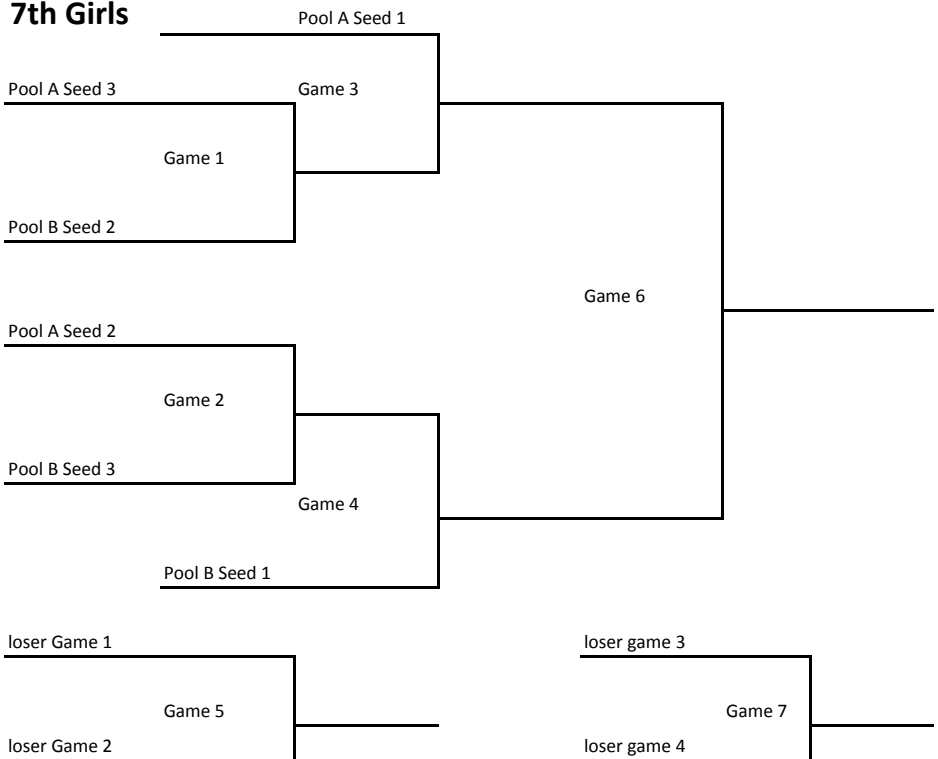 7th Girls
Pool A Seed 1
Pool A Seed 3
Game 3
Game 1
Pool B Seed 2
Game 6
Pool A Seed 2
Game 2
Pool B Seed 3
Game 4
Pool B Seed 1
loser Game 1
loser game 3
Game 5
Game 7
loser Game 2
loser game 4